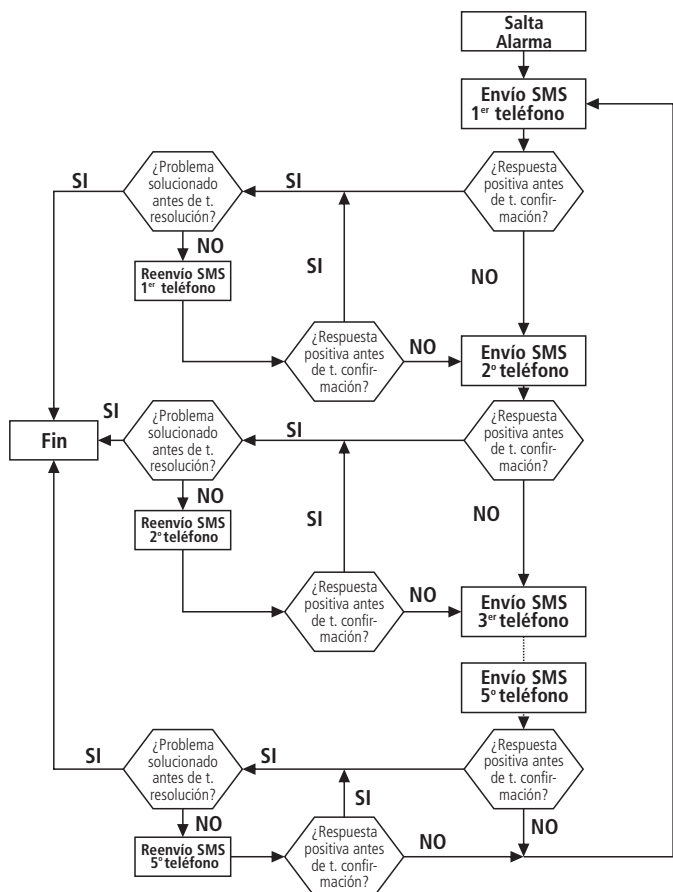 Salta
Alarma
Envío SMS
1er teléfono
¿Problema
solucionado
antes de t.
resolución?
¿Respuesta
positiva antes
de t. confir-
mación?
SI
SI
NO
SI
NO
Reenvío SMS
1er teléfono
¿Respuesta
positiva antes
de t. confir-
mación?
NO
Envío SMS
2º teléfono
Fin
SI
¿Problema
solucionado
antes de t.
resolución?
SI
¿Respuesta
positiva antes
de t. confir-
mación?
NO
SI
NO
Reenvío SMS
2º teléfono
¿Respuesta
positiva antes
de t. confir-
mación?
NO
Envío SMS
3er teléfono
Envío SMS
5º teléfono
SI
¿Problema
solucionado
antes de t.
resolución?
SI
¿Respuesta
positiva antes
de t. confir-
mación?
SI
NO
NO
Reenvío SMS
5º teléfono
¿Respuesta
positiva antes
de t. confir-
mación?
NO